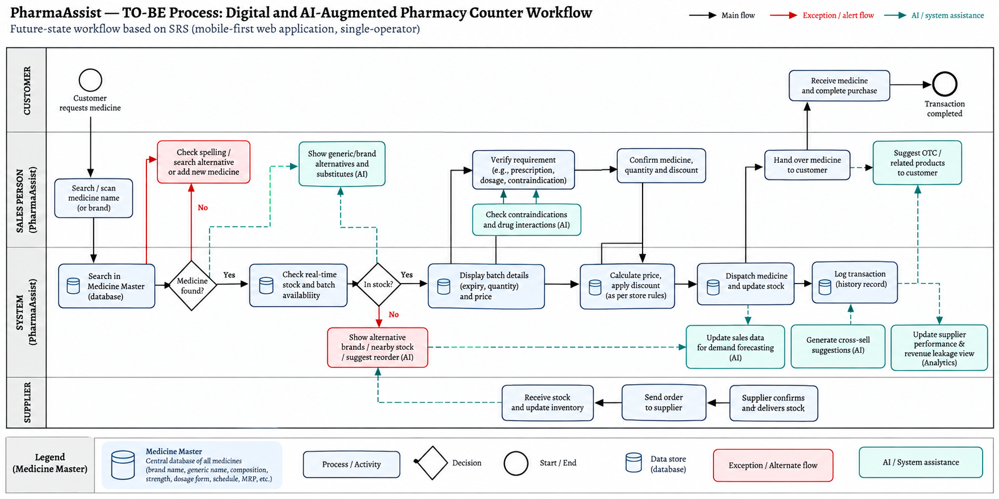 PharmaAssist — TO-BE Process: Digital and AI-Augmented Pharmacy Counter Workflow
Future-state workflow based on SRS (mobile-first web application, single-operator)
Main flow
Exception / alert flow
AI / system assistance
CUSTOMER
Customer
requests medicine
Receive medicine
and complete purchase
Transaction
completed
SALES PERSON
(PharmaAssist)
Search / scan
medicine name
(or brand)
Check spelling /
search alternative
or add new medicine
No
Show generic/brand
alternatives and
substitutes (AI)
Verify requirement
(e.g., prescription,
dosage, contraindication)
Check contraindications
and drug interactions (AI)
Confirm medicine,
quantity and discount
Hand over medicine
to customer
Suggest OTC /
related products
to customer
SYSTEM
(PharmaAssist)
Search in
Medicine Master
(database)
Medicine
found?
Yes
Check real-time
stock and batch
availabliity
In stock?
Yes
No
Display batch details
(expiry, quantity)
and price
Calculate price,
apply discount
(as per store rules)
Dispatch medicine
and update stock
Log transaction
(history record)
Show alternative
brands / nearby stock
/ suggest reorder (AI)
Update sales data
for demand forecasting
(AI)
Generate cross-sell
suggestions (AI)
Update supplier
performance &
revenue leakage view
(Analytics)
SUPPLIER
Receive stock
and update inventory
Send order
to supplier
Supplier confirms
and delivers stock
Legend
(Medicine Master)
Medicine Master
Central database of all medicines
(brand name, generic name, composition,
strength, dosage form, schedule, MRP, etc.)
Process / Activity
Decision
Start / End
Data store
(database)
Exception / Alternate flow
AI / System assistance